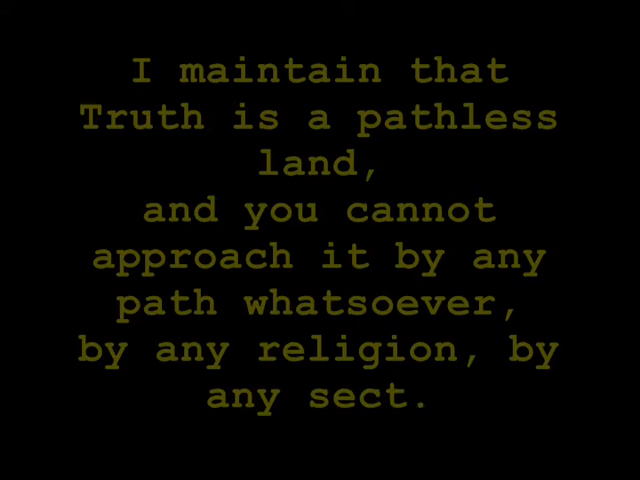 I maintain that
Truth is a pathless
land,
and you cannot
approach it by any
path whatsoever,
by any religion, by
any sect.